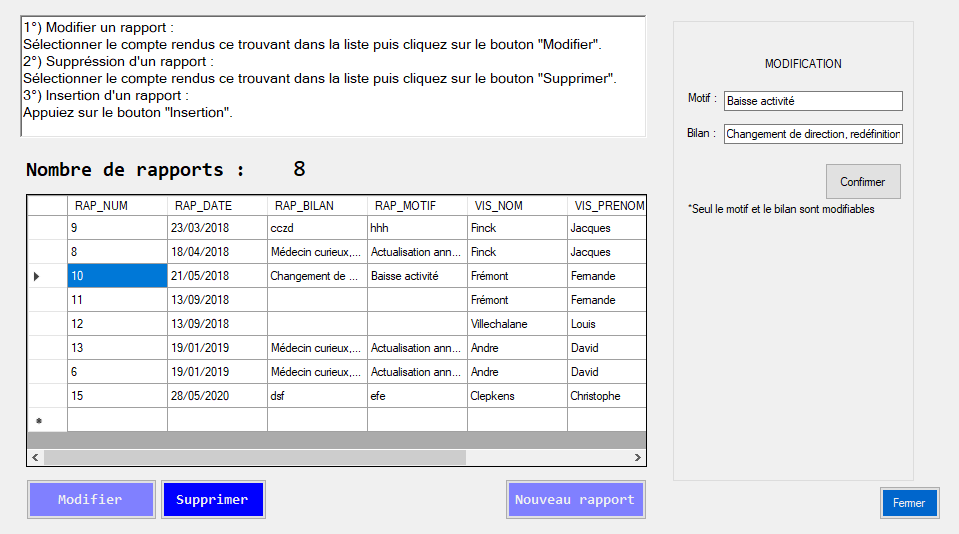 1°) Modifier un rapport :
Sélectionner le compte rendus ce trouvant dans la liste puis cliquez sur le bouton "Modifier".
2°) Suppréssion d'un rapport :
Sélectionner le compte rendus ce trouvant dans la liste puis cliquez sur le bouton "Supprimer".
3°) Insertion d'un rapport :
Appuiez sur le bouton "Insertion".
Nombre de rapports : 8
RAP_NUM RAP_DATE RAP_BILAN RAP_MOTIF VIS_NOM VIS_PRENOM
9 23/03/2018 cczd hhh Finck Jacques
8 18/04/2018 Médecin curieux,... Actualisation ann... Finck Jacques
10 21/05/2018 Changement de ... Baisse activité Frémont Fernande
11 13/09/2018 Frémont Fernande
12 13/09/2018 Villechalane Louis
13 19/01/2019 Médecin curieux,... Actualisation ann... Andre David
6 19/01/2019 Médecin curieux,... Actualisation ann... Andre David
15 28/05/2020 dsf efe Clepkens Christophe
Modifier Supprimer Nouveau rapport
MODIFICATION
Motif : Baisse activité
Bilan : Changement de direction, redéfinition
Confirmer
*Seul le motif et le bilan sont modifiables
Fermer